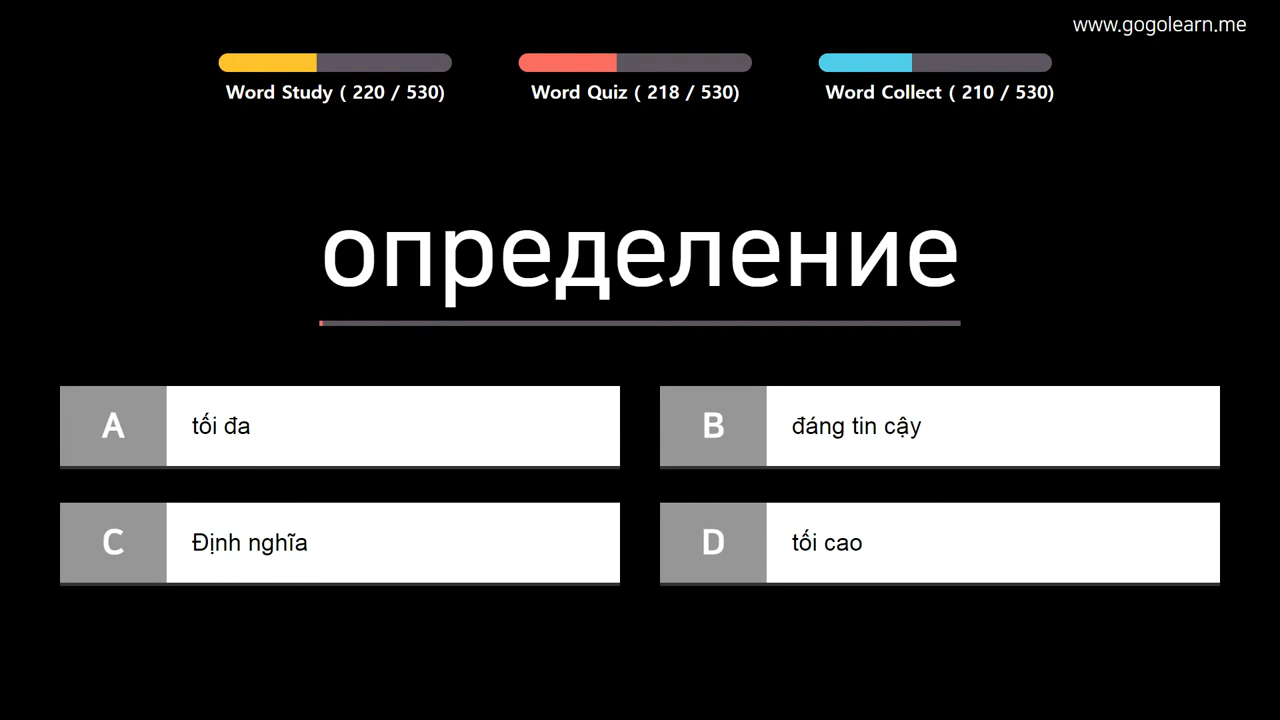 www.gogolearn.me
Word Study ( 220 / 530)
Word Quiz ( 218 / 530)
Word Collect ( 210 / 530)
определение
A tối đa
B đáng tin cậy
C Định nghĩa
D tối cao